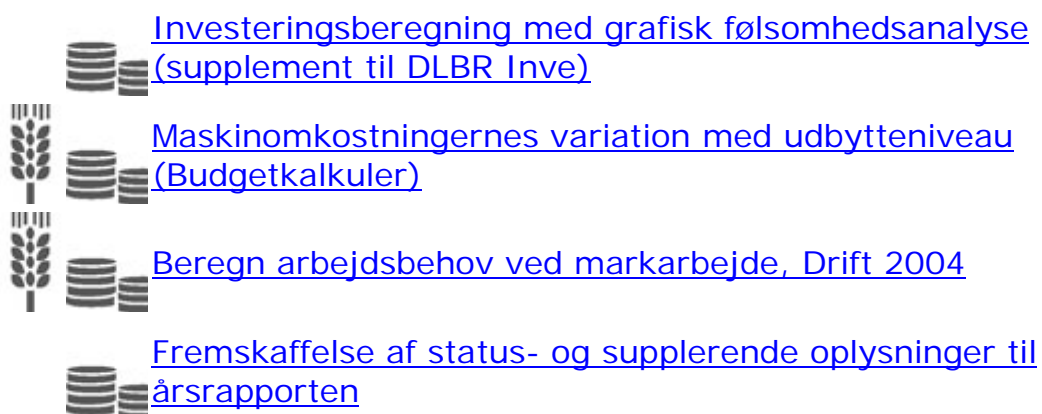 Investeringsberegning med grafisk følsomhedsanalyse
(supplement til DLBR Inve)
Maskinomkostningernes variation med udbytteniveau
(Budgetkalkuler)
Beregn arbejdsbehov ved markarbejde, Drift 2004
Fremskaffelse af status- og supplerende oplysninger til
årsrapporten